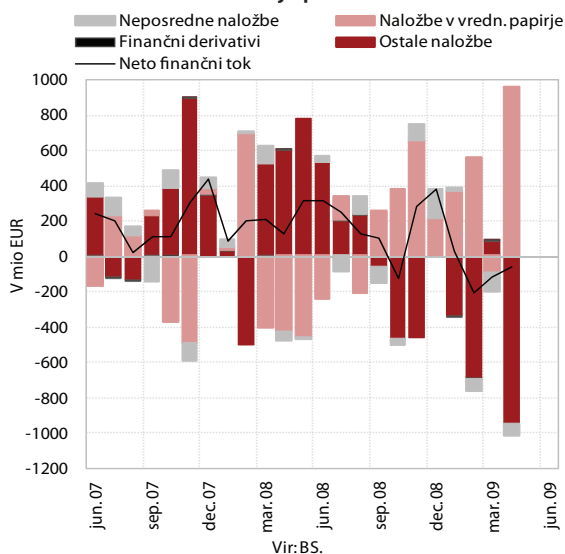 Neposredne naložbe
Naložbe v vredn. papirje
Finančni derivativi
Ostale naložbe
Neto finančni tok
V mio EUR
1000
800
600
400
200
0
-200
-400
-600
-800
-1000
-1200
jun. 07
sep. 07
dec. 07
mar. 08
jun. 08
sep. 08
dec. 08
mar. 09
jun. 09
Vir: BS.